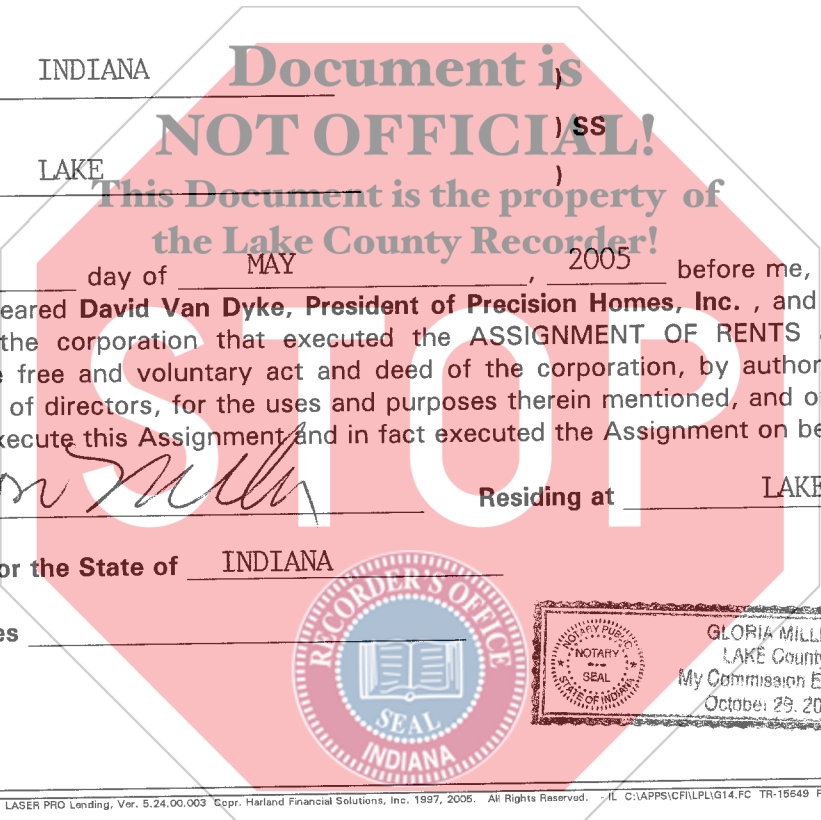 INDIANA
Document is
)
NOT OFFICIAL!
) SS
LAKE
)
This Document is the property of
the Lake County Recorder!
day of MAY , 2005 before me,
eared David Van Dyke, President of Precision Homes, Inc. , and
the corporation that executed the ASSIGNMENT OF RENTS
free and voluntary act and deed of the corporation, by author
of directors, for the uses and purposes therein mentioned, and o
xecute this Assignment and in fact executed the Assignment on be
STOP
Residing at LAKE
or the State of INDIANA
es
RECORDER'S OFFICE
SEAL
INDIANA
NOTARY PUBLIC
NOTARY
SEAL
STATE OF INDIANA
GLORIA MILL
LAKE County
My Commission E
October 29, 20
LASER PRO Lending, Ver. 5.24.00.003 Copr. Harland Financial Solutions, Inc. 1997, 2005. All Rights Reserved. - IL C:\APPS\CFI\LPL\G14.FC TR-15649 P